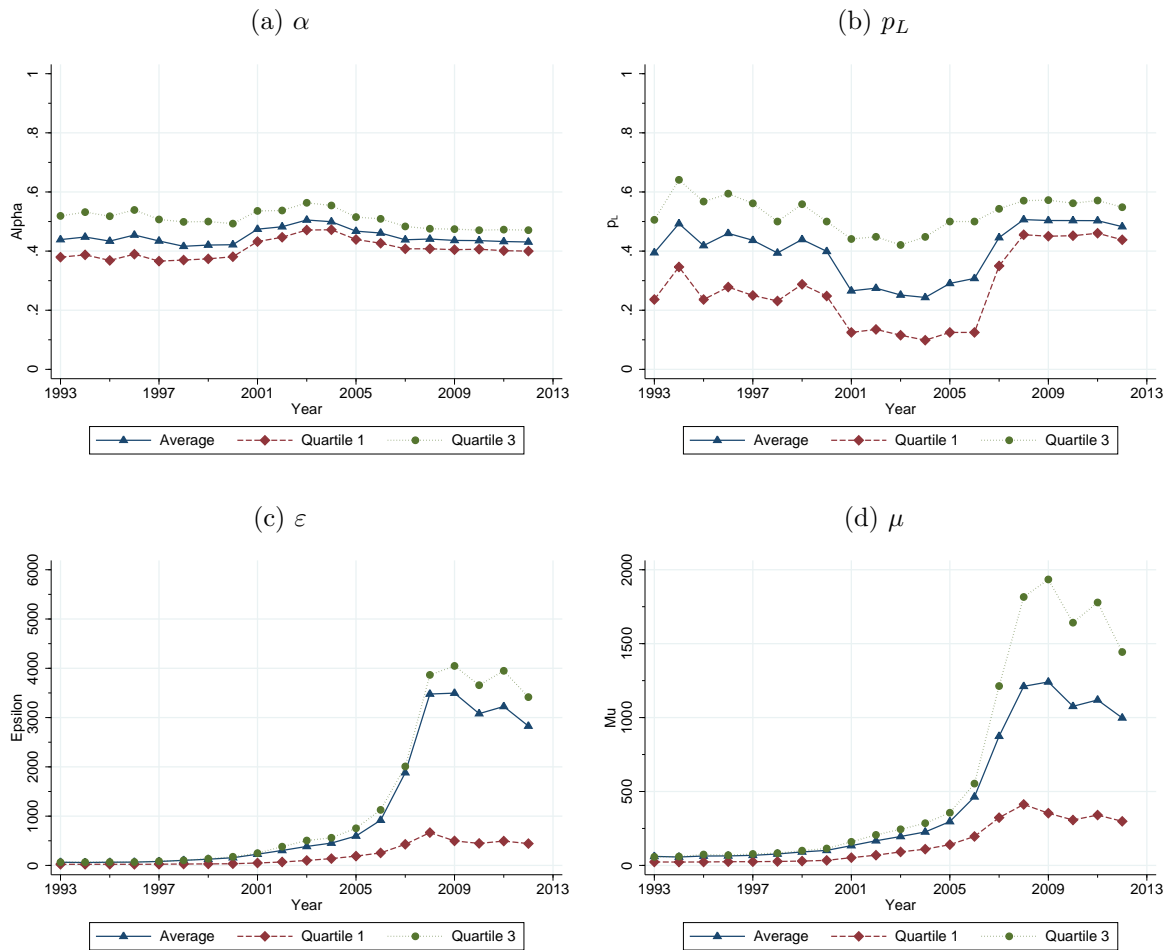 (a) α
0 .2 .4 .6 .8 1
Alpha
1993 1997 2001 2005 2009 2013
Year
Average Quartile 1 Quartile 3
(b) pL
0 .2 .4 .6 .8 1
pL
1993 1997 2001 2005 2009 2013
Year
Average Quartile 1 Quartile 3
(c) ε
0 1000 2000 3000 4000 5000 6000
Epsilon
1993 1997 2001 2005 2009 2013
Year
Average Quartile 1 Quartile 3
(d) μ
0 500 1000 1500 2000
Mu
1993 1997 2001 2005 2009 2013
Year
Average Quartile 1 Quartile 3